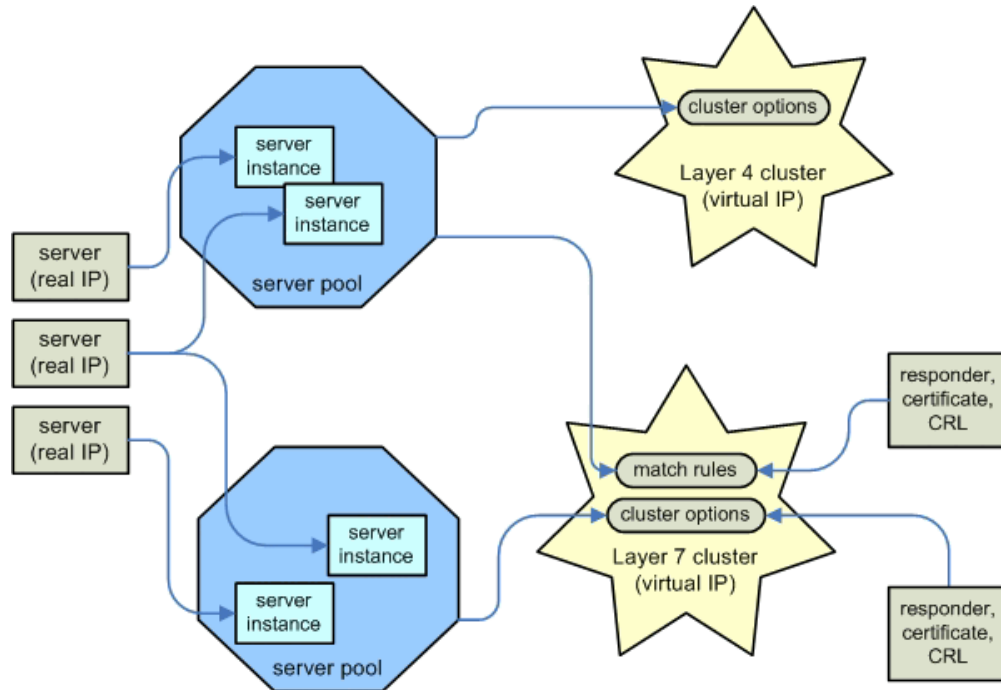 cluster options
Layer 4 cluster
(virtual IP)
server
instance
server
instance
server pool
server
(real IP)
server
(real IP)
server
(real IP)
responder,
certificate,
CRL
match rules
cluster options
Layer 7 cluster
(virtual IP)
server
instance
server
instance
server pool
responder,
certificate,
CRL